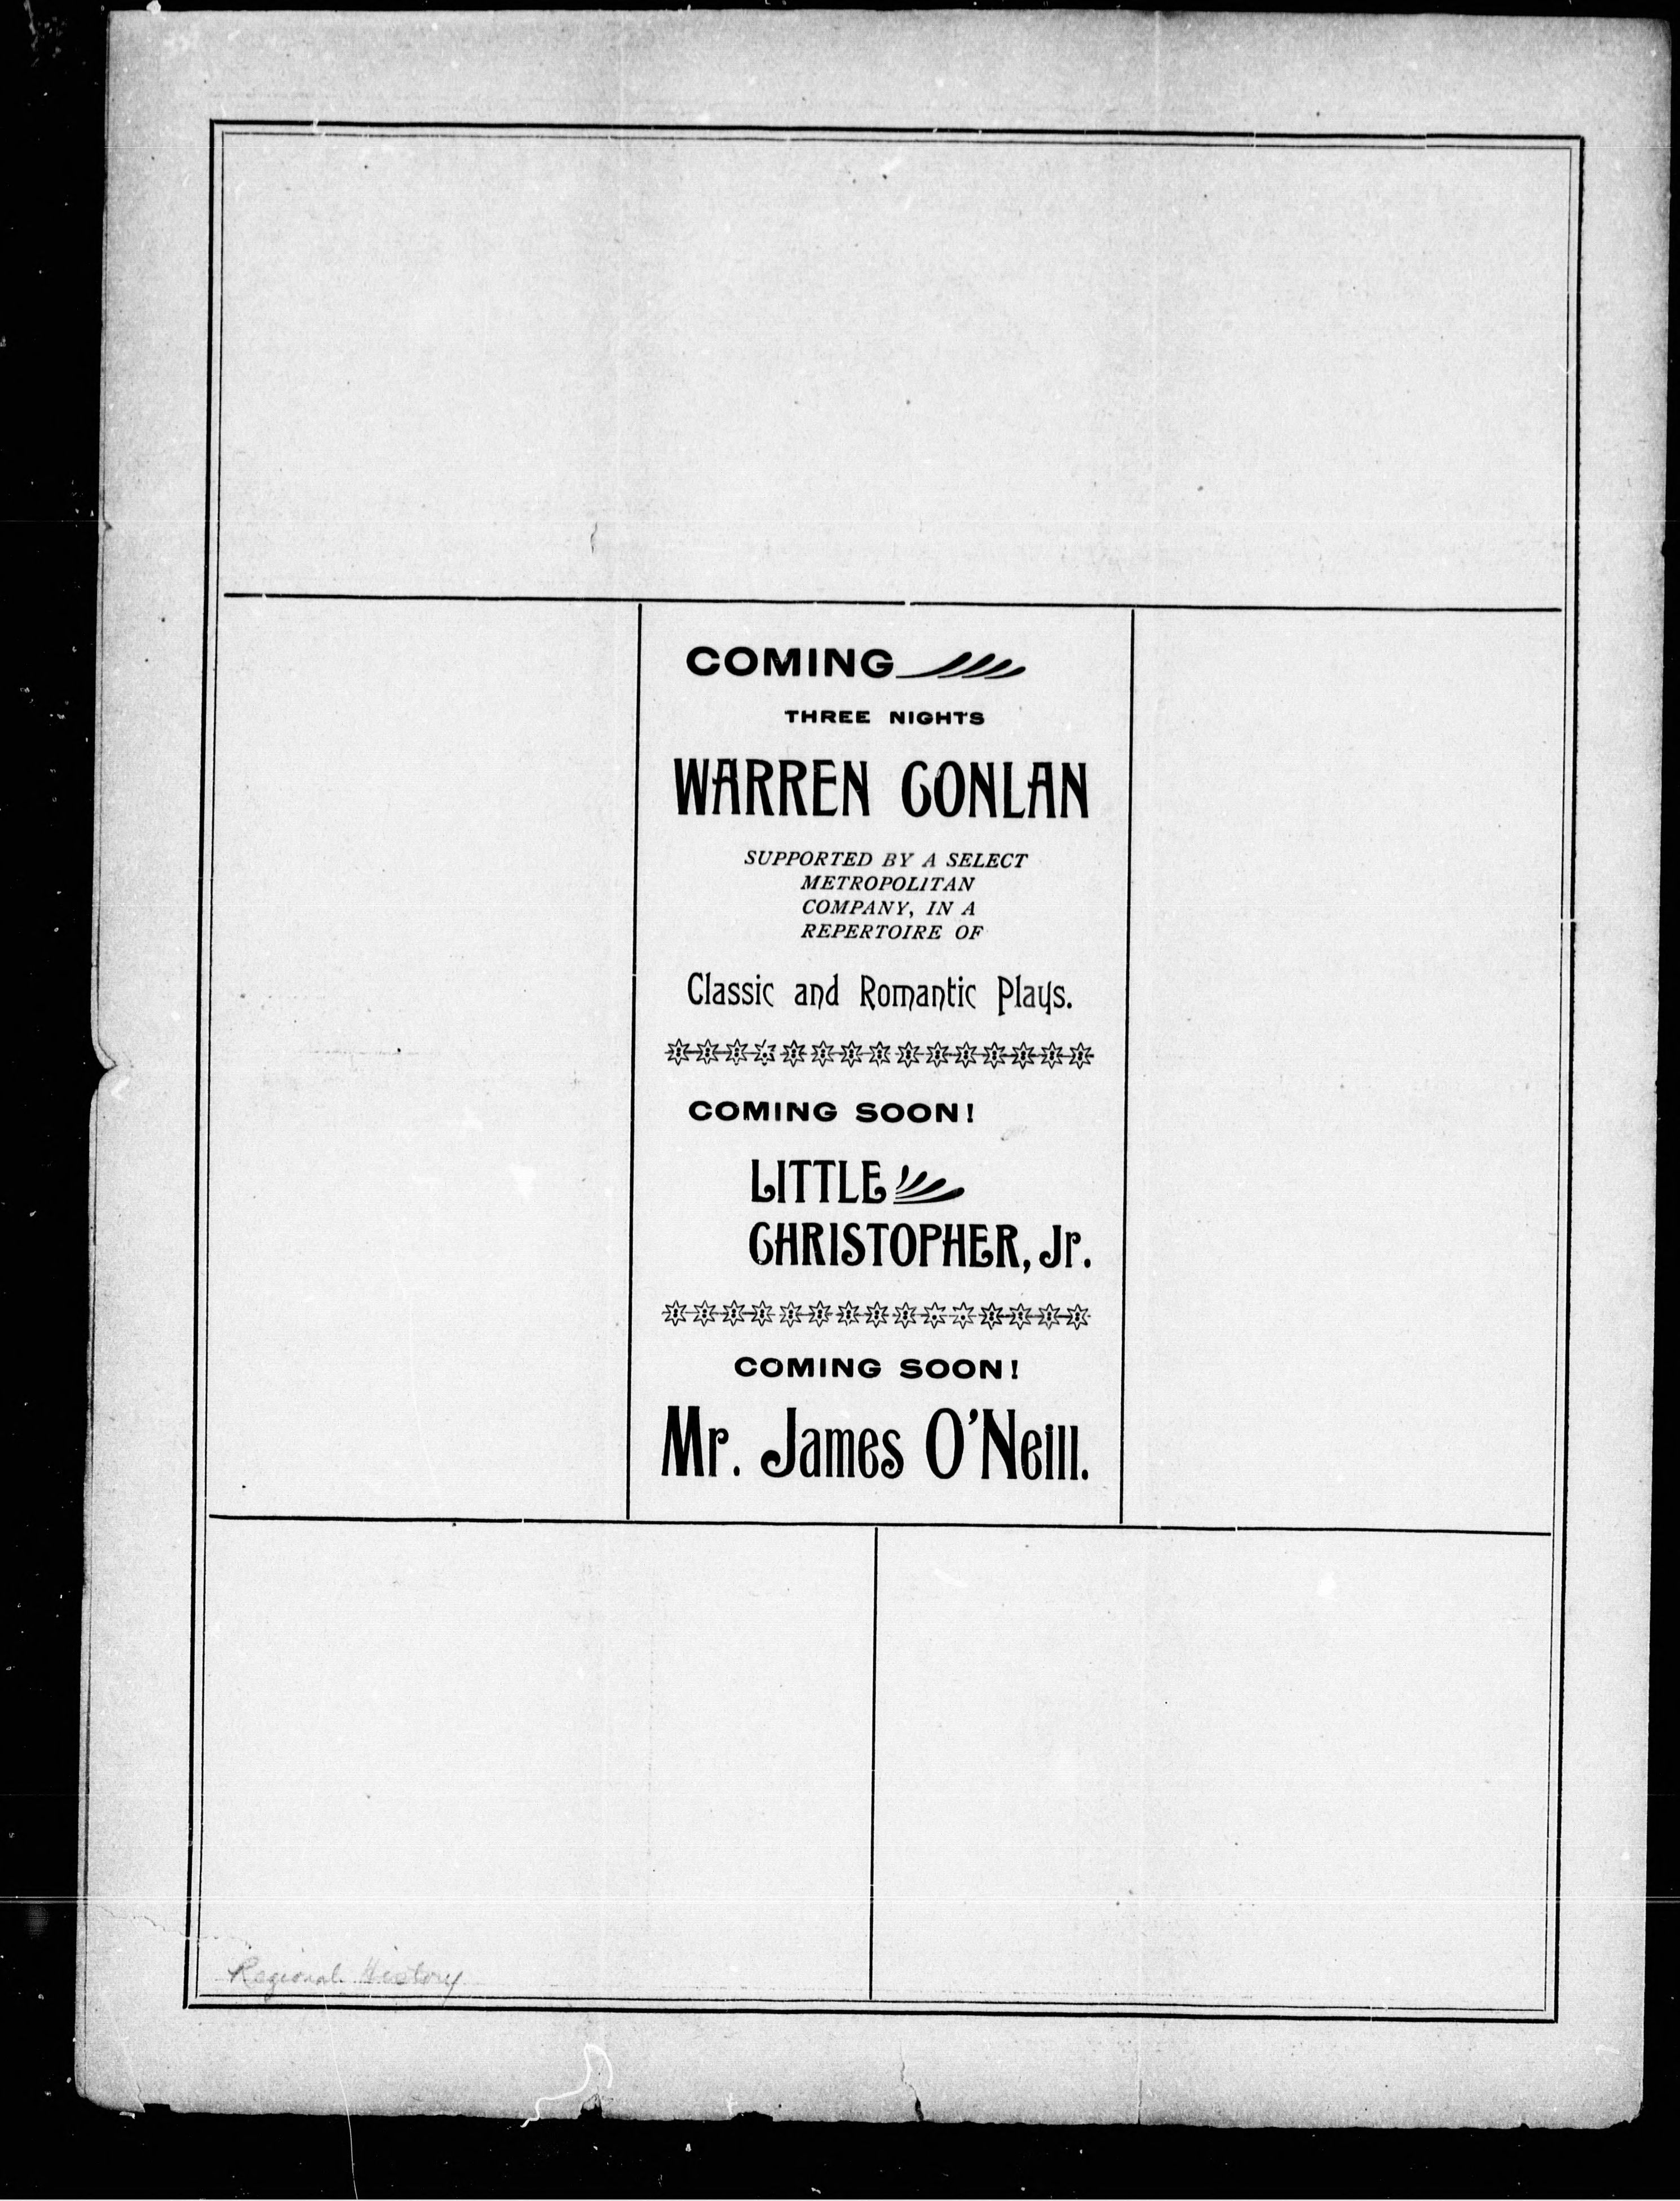 COMING
THREE NIGHTS
WARREN CONLAN
SUPPORTED BY A SELECT
METROPOLITAN
COMPANY, IN A
REPERTOIRE OF
Classic and Romantic Plays.
COMING SOON!
LITTLE
CHRISTOPHER, Jr.
COMING SOON!
Mr. James O'Neill.
Regional History